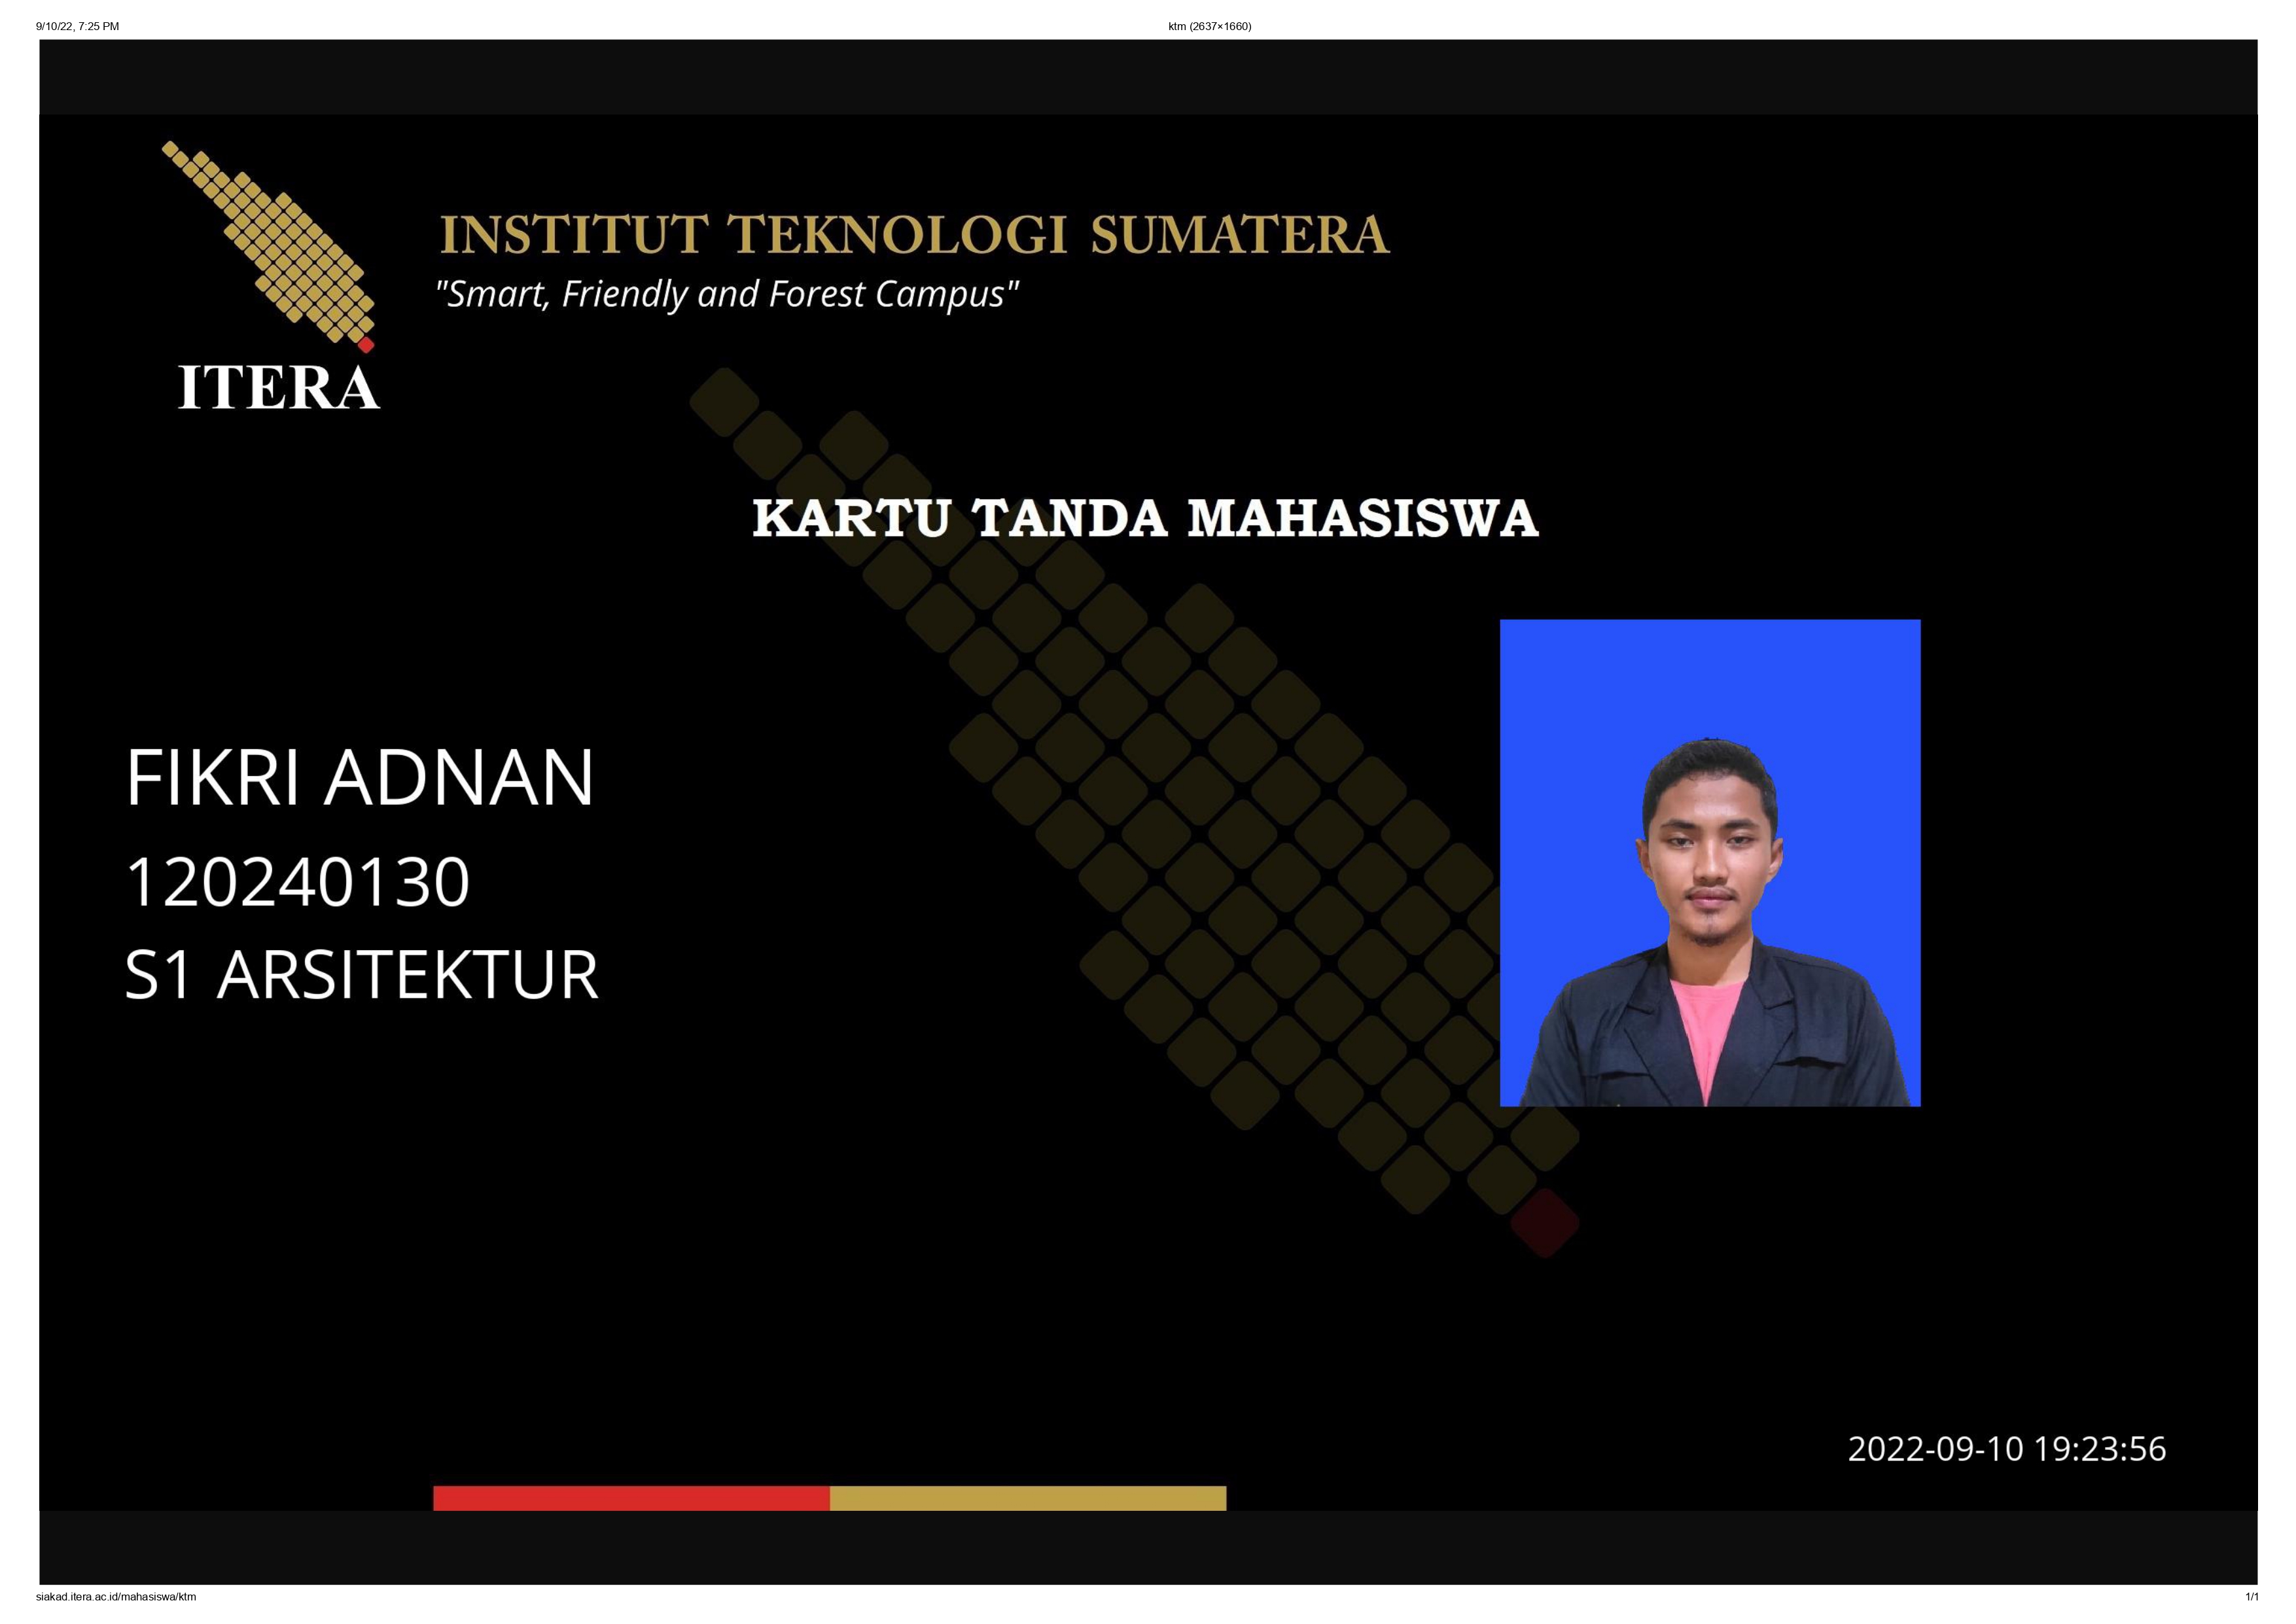 9/10/22, 7:25 PM
ktm (2637×1660)
INSTITUT TEKNOLOGI SUMATERA
"Smart, Friendly and Forest Campus"
ITERA
KARTU TANDA MAHASISWA
FIKRI ADNAN
120240130
S1 ARSITEKTUR
2022-09-10 19:23:56
siakad.itera.ac.id/mahasiswa/ktm
1/1